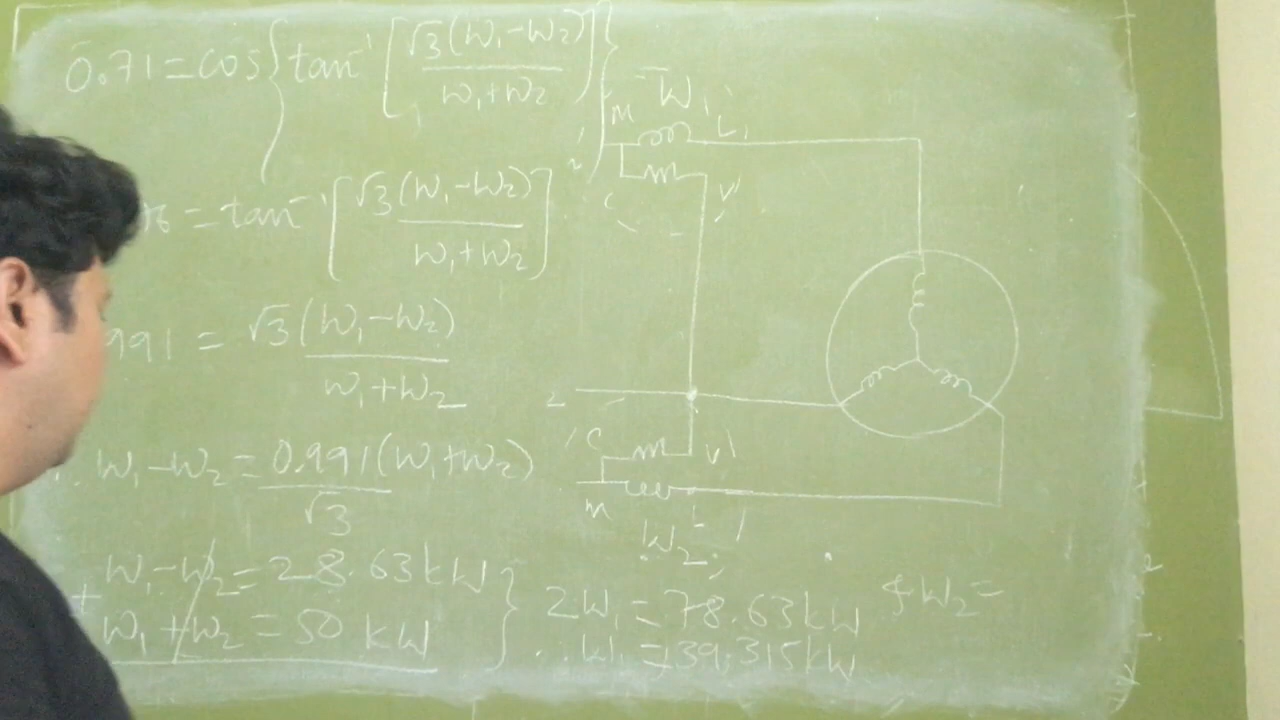 0.71 = cos { tan⁻¹ [ √3 (W₁ - W₂) / W₁ + W₂ ] }
= tan⁻¹ [ √3 (W₁ - W₂) / W₁ + W₂ ]
991 = √3 (W₁ - W₂) / W₁ + W₂
∴ W₁ - W₂ = 0.991 (W₁ + W₂) / √3
W₁ - W₂ = 28.63 kW
+ W₁ + W₂ = 50 kW
2W₁ = 78.63 kW
∴ W₁ = 39.315 kW
& W₂ =
W₁
M L
C V
C V
M L
W₂